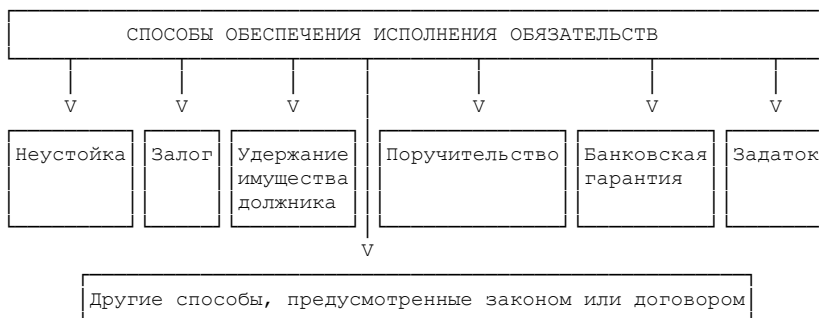 СПОСОБЫ ОБЕСПЕЧЕНИЯ ИСПОЛНЕНИЯ ОБЯЗАТЕЛЬСТВ
Неустойка
Залог
Удержание
имущества
должника
Поручительство
Банковская
гарантия
Задаток
Другие способы, предусмотренные законом или договором